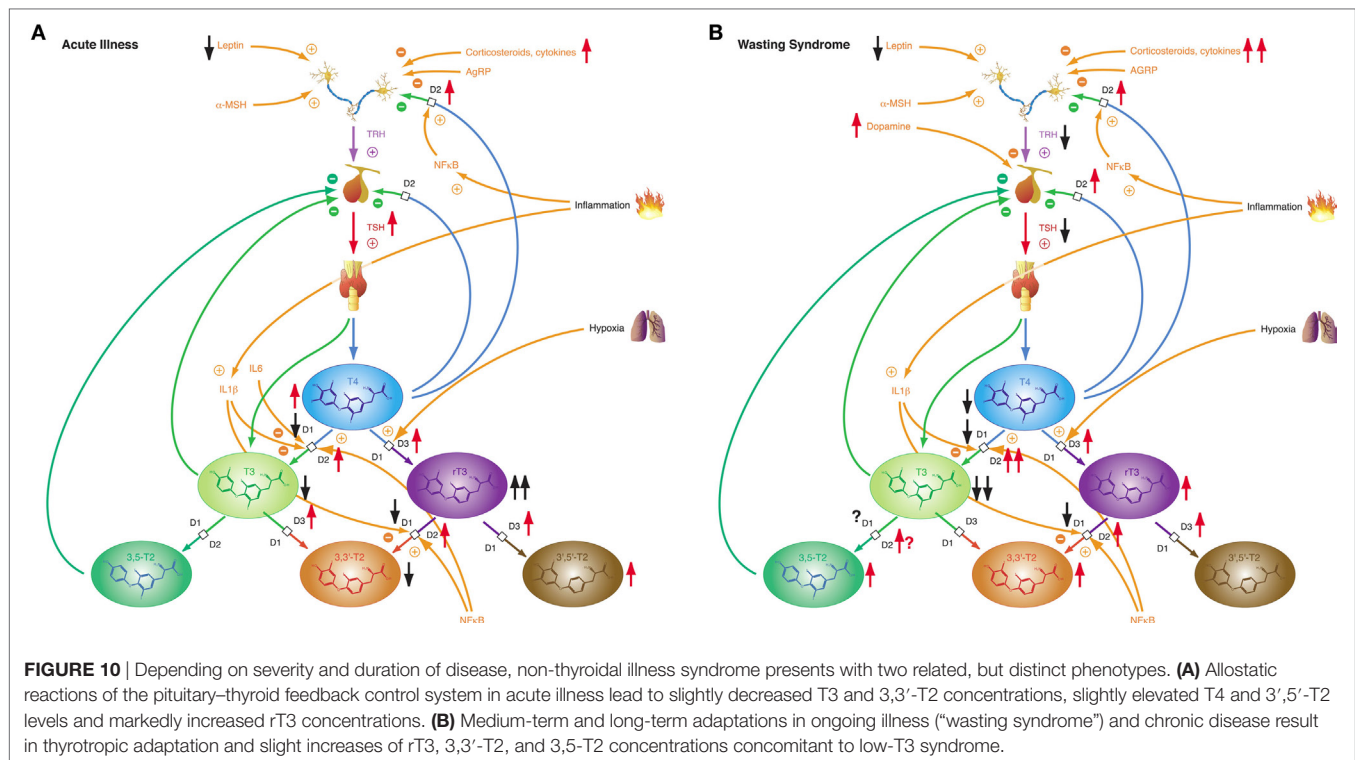 A
Acute Illness
Leptin
Corticosteroids, cytokines
AgRP
α-MSH
D2
TRH
NFκB
D2
Inflammation
TSH
Hypoxia
IL6
IL1β
T4
D1
D2
D3
D1
T3
rT3
D1
D2
D3
D1
D1
D2
D3
D1
3,5-T2
3,3'-T2
3',5'-T2
NFκB
B
Wasting Syndrome
Leptin
Corticosteroids, cytokines
AGRP
α-MSH
D2
Dopamine
TRH
NFκB
D2
Inflammation
TSH
Hypoxia
IL1β
T4
D1
D2
D3
D1
T3
rT3
?
D1
D2
?
D3
D1
D1
D2
D3
D1
3,5-T2
3,3'-T2
3',5'-T2
NFκB
FIGURE 10 | Depending on severity and duration of disease, non-thyroidal illness syndrome presents with two related, but distinct phenotypes. (A) Allostatic
reactions of the pituitary–thyroid feedback control system in acute illness lead to slightly decreased T3 and 3,3′-T2 concentrations, slightly elevated T4 and 3′,5′-T2
levels and markedly increased rT3 concentrations. (B) Medium-term and long-term adaptations in ongoing illness (“wasting syndrome”) and chronic disease result
in thyrotropic adaptation and slight increases of rT3, 3,3′-T2, and 3,5-T2 concentrations concomitant to low-T3 syndrome.